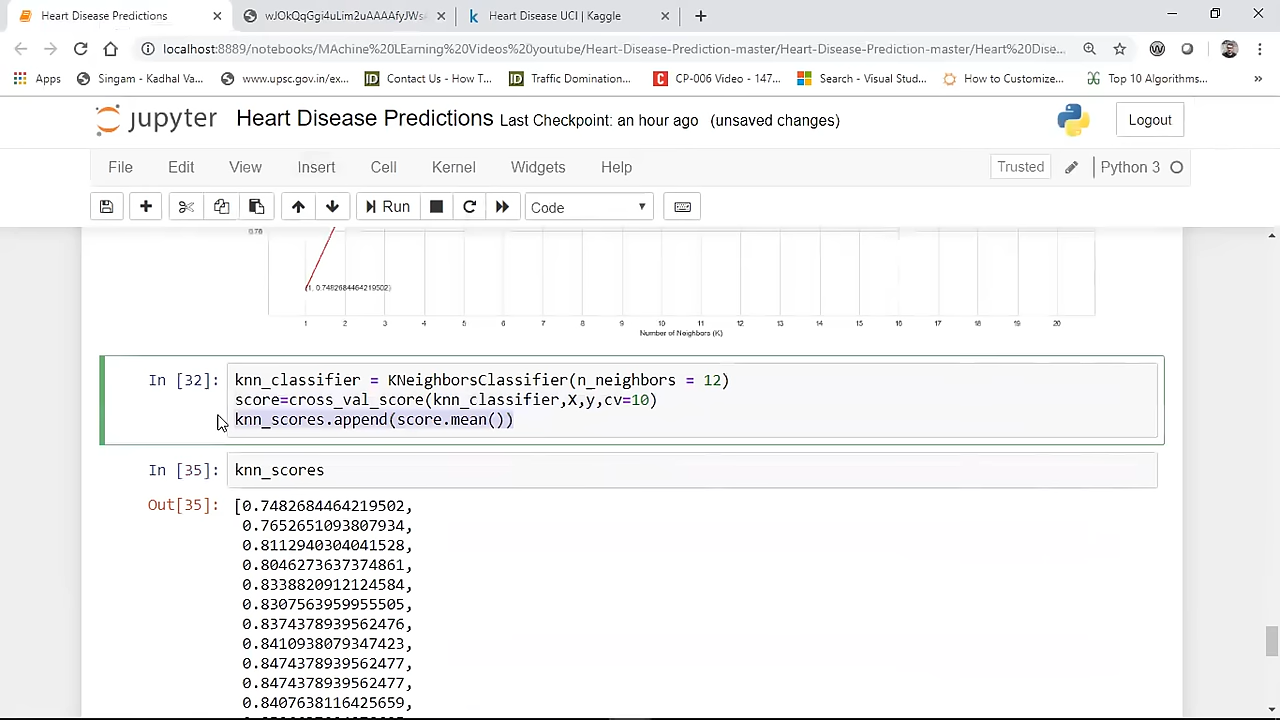 Heart Disease Predictions
wJOkQqGgi4uLim2uAAAAfyJWs
Heart Disease UCI | Kaggle
localhost:8889/notebooks/MAchine%20LEarning%20Videos%20youtube/Heart-Disease-Prediction-master/Heart-Disease-Prediction-master/Heart%20Dise...
Apps
Singam - Kadhal Va...
www.upsc.gov.in/ex...
Contact Us - How T...
Traffic Domination...
CP-006 Video - 147...
Search - Visual Stud...
How to Customize...
Top 10 Algorithms...
»
jupyter Heart Disease Predictions Last Checkpoint: an hour ago (unsaved changes)
Logout
File Edit View Insert Cell Kernel Widgets Help
Trusted
Python 3
Run
Code
0.76
(1, 0.7482684464219502)
1 2 3 4 5 6 7 8 9 10 11 12 13 14 15 16 17 18 19 20
Number of Neighbors (K)
In [32]: knn_classifier = KNeighborsClassifier(n_neighbors = 12)
score=cross_val_score(knn_classifier,X,y,cv=10)
knn_scores.append(score.mean())
In [35]: knn_scores
Out[35]: [0.7482684464219502,
0.7652651093807934,
0.8112940304041528,
0.8046273637374861,
0.8338820912124584,
0.8307563959955505,
0.8374378939562476,
0.8410938079347423,
0.8474378939562477,
0.8474378939562477,
0.8407638116425659,